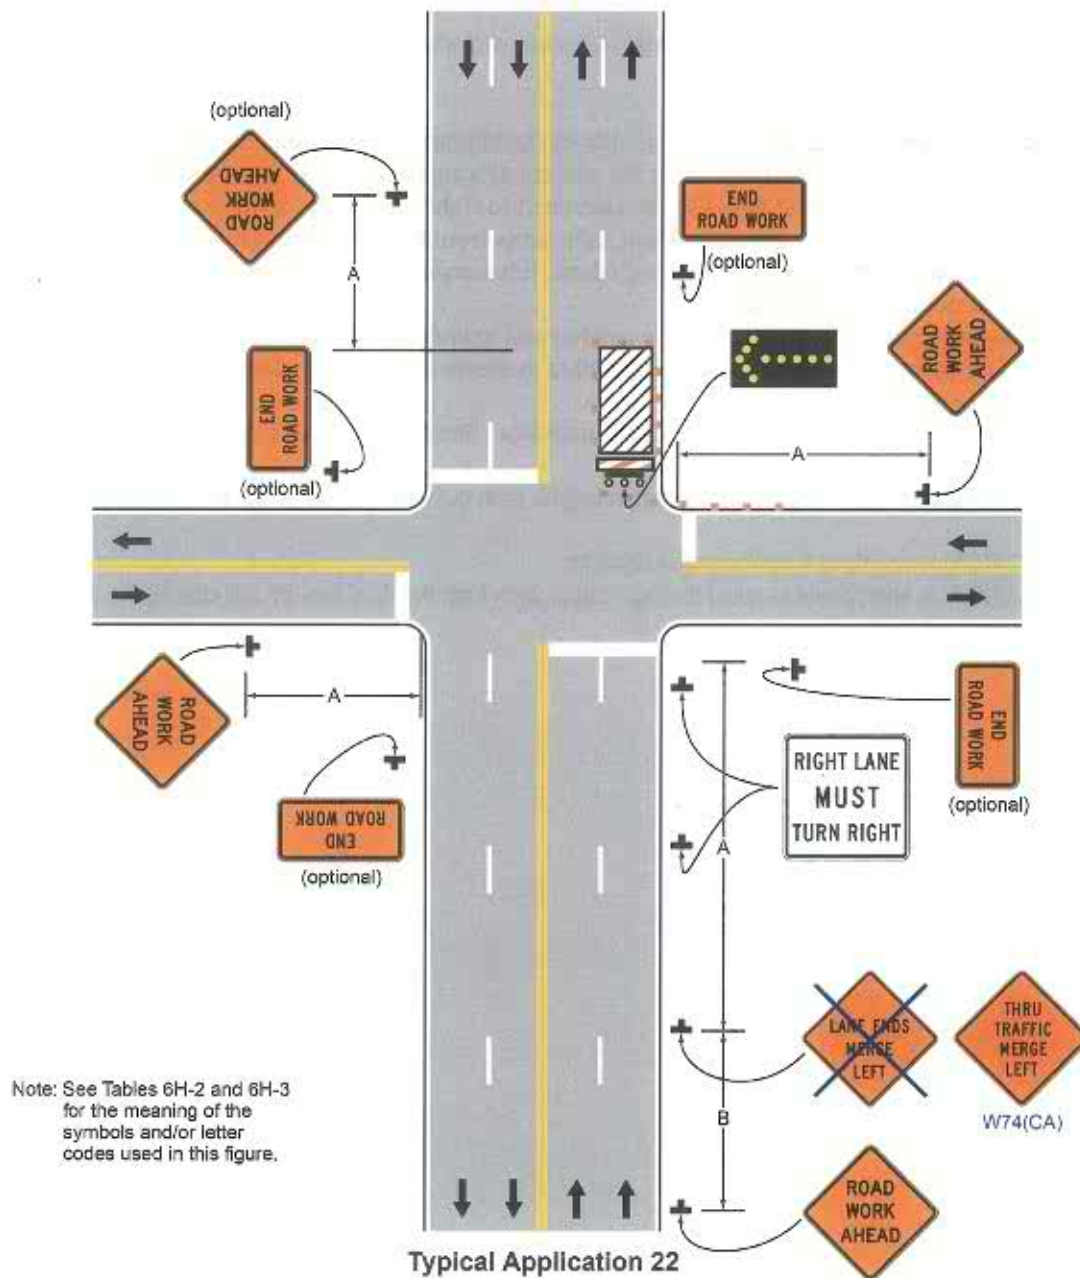 (optional)
ROAD
WORK
AHEAD
A
END
ROAD WORK
(optional)
END
ROAD WORK
(optional)
ROAD
WORK
AHEAD
A
ROAD
WORK
AHEAD
A
END
ROAD WORK
(optional)
RIGHT LANE
MUST
TURN RIGHT
A
END
ROAD WORK
(optional)
LANE ENDS
MERGE
LEFT
THRU
TRAFFIC
MERGE
LEFT
W74(CA)
B
Note: See Tables 6H-2 and 6H-3
for the meaning of the
symbols and/or letter
codes used in this figure.
ROAD
WORK
AHEAD
Typical Application 22